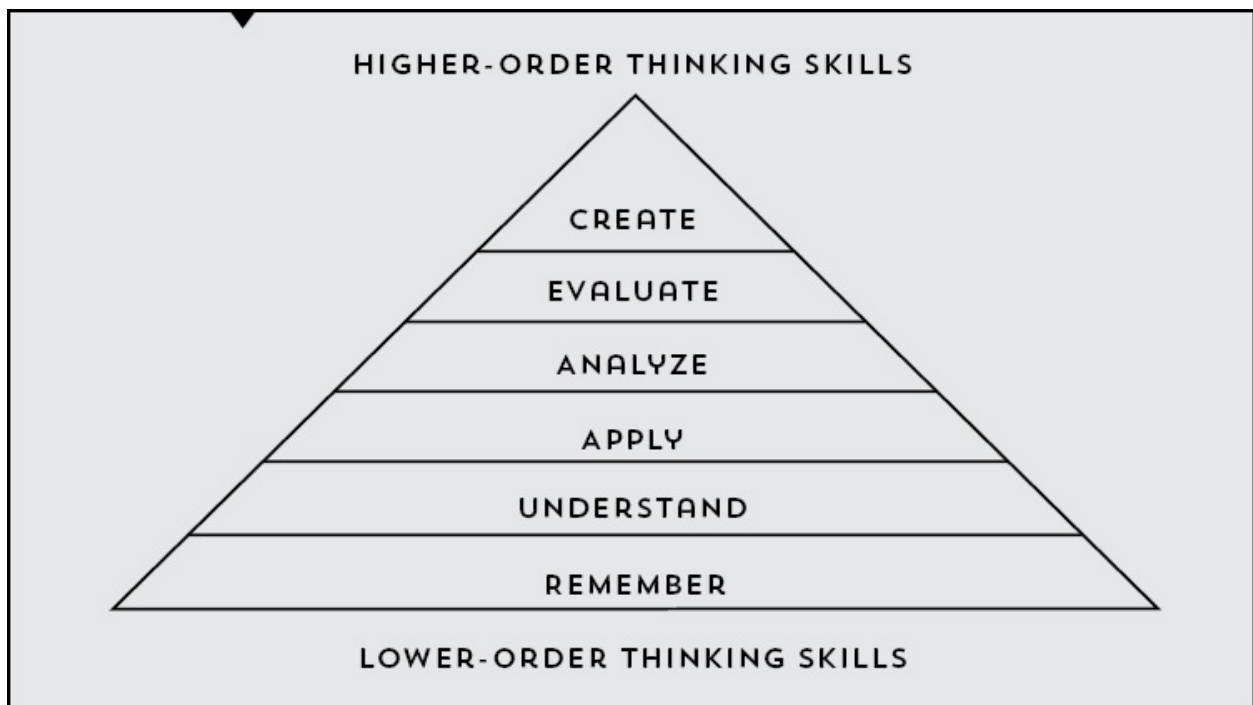 HIGHER-ORDER THINKING SKILLS
CREATE
EVALUATE
ANALYZE
APPLY
UNDERSTAND
REMEMBER
LOWER-ORDER THINKING SKILLS